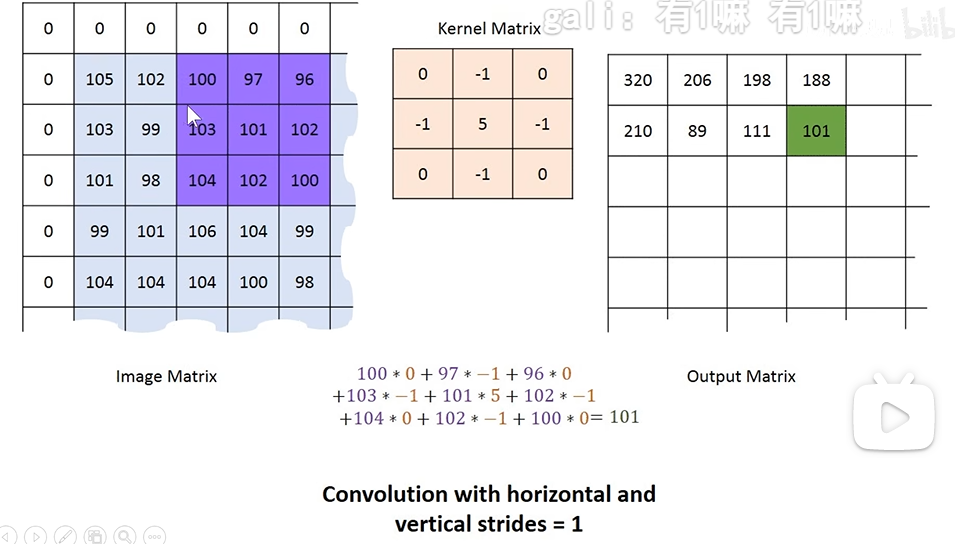 gali：有1嘛 有1嘛
Kernel Matrix
0 0 0 0 0 0
0 105 102 100 97 96
0 103 99 103 101 102
0 101 98 104 102 100
0 99 101 106 104 99
0 104 104 104 100 98
0 -1 0
-1 5 -1
0 -1 0
320 206 198 188
210 89 111 101
Image Matrix
100 * 0 + 97 * −1 + 96 * 0
+103 * −1 + 101 * 5 + 102 * −1
+104 * 0 + 102 * −1 + 100 * 0= 101
Output Matrix
Convolution with horizontal and
vertical strides = 1